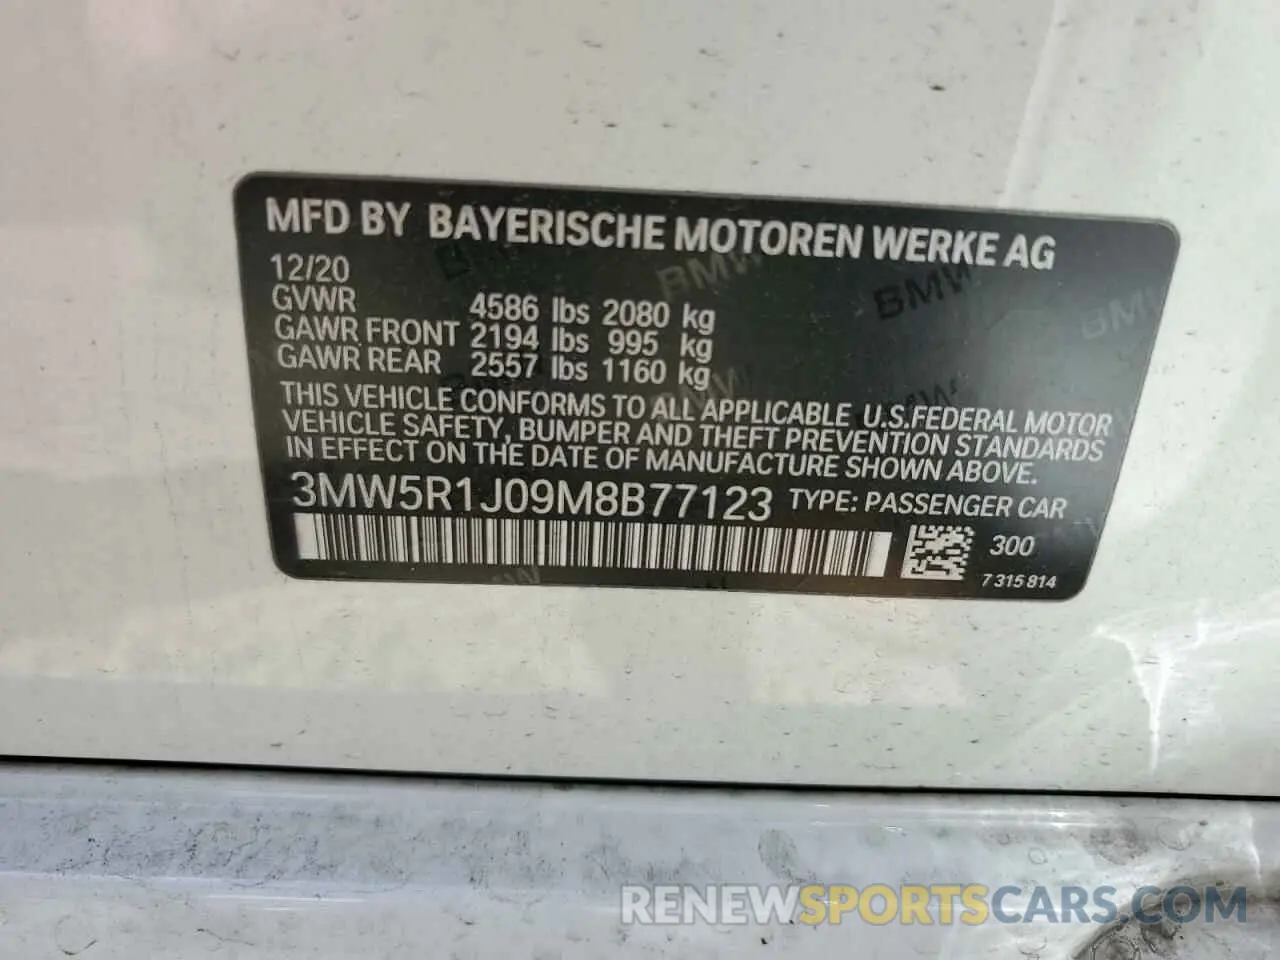 MFD BY BAYERISCHE MOTOREN WERKE AG
12/20
GVWR 4586 lbs 2080 kg
GAWR FRONT 2194 lbs 995 kg
GAWR REAR 2557 lbs 1160 kg
THIS VEHICLE CONFORMS TO ALL APPLICABLE U.S.FEDERAL MOTOR
VEHICLE SAFETY, BUMPER AND THEFT PREVENTION STANDARDS
IN EFFECT ON THE DATE OF MANUFACTURE SHOWN ABOVE.
3MW5R1J09M8B77123 TYPE: PASSENGER CAR
300
7 315 814
RENEWSPORTSCARS.COM